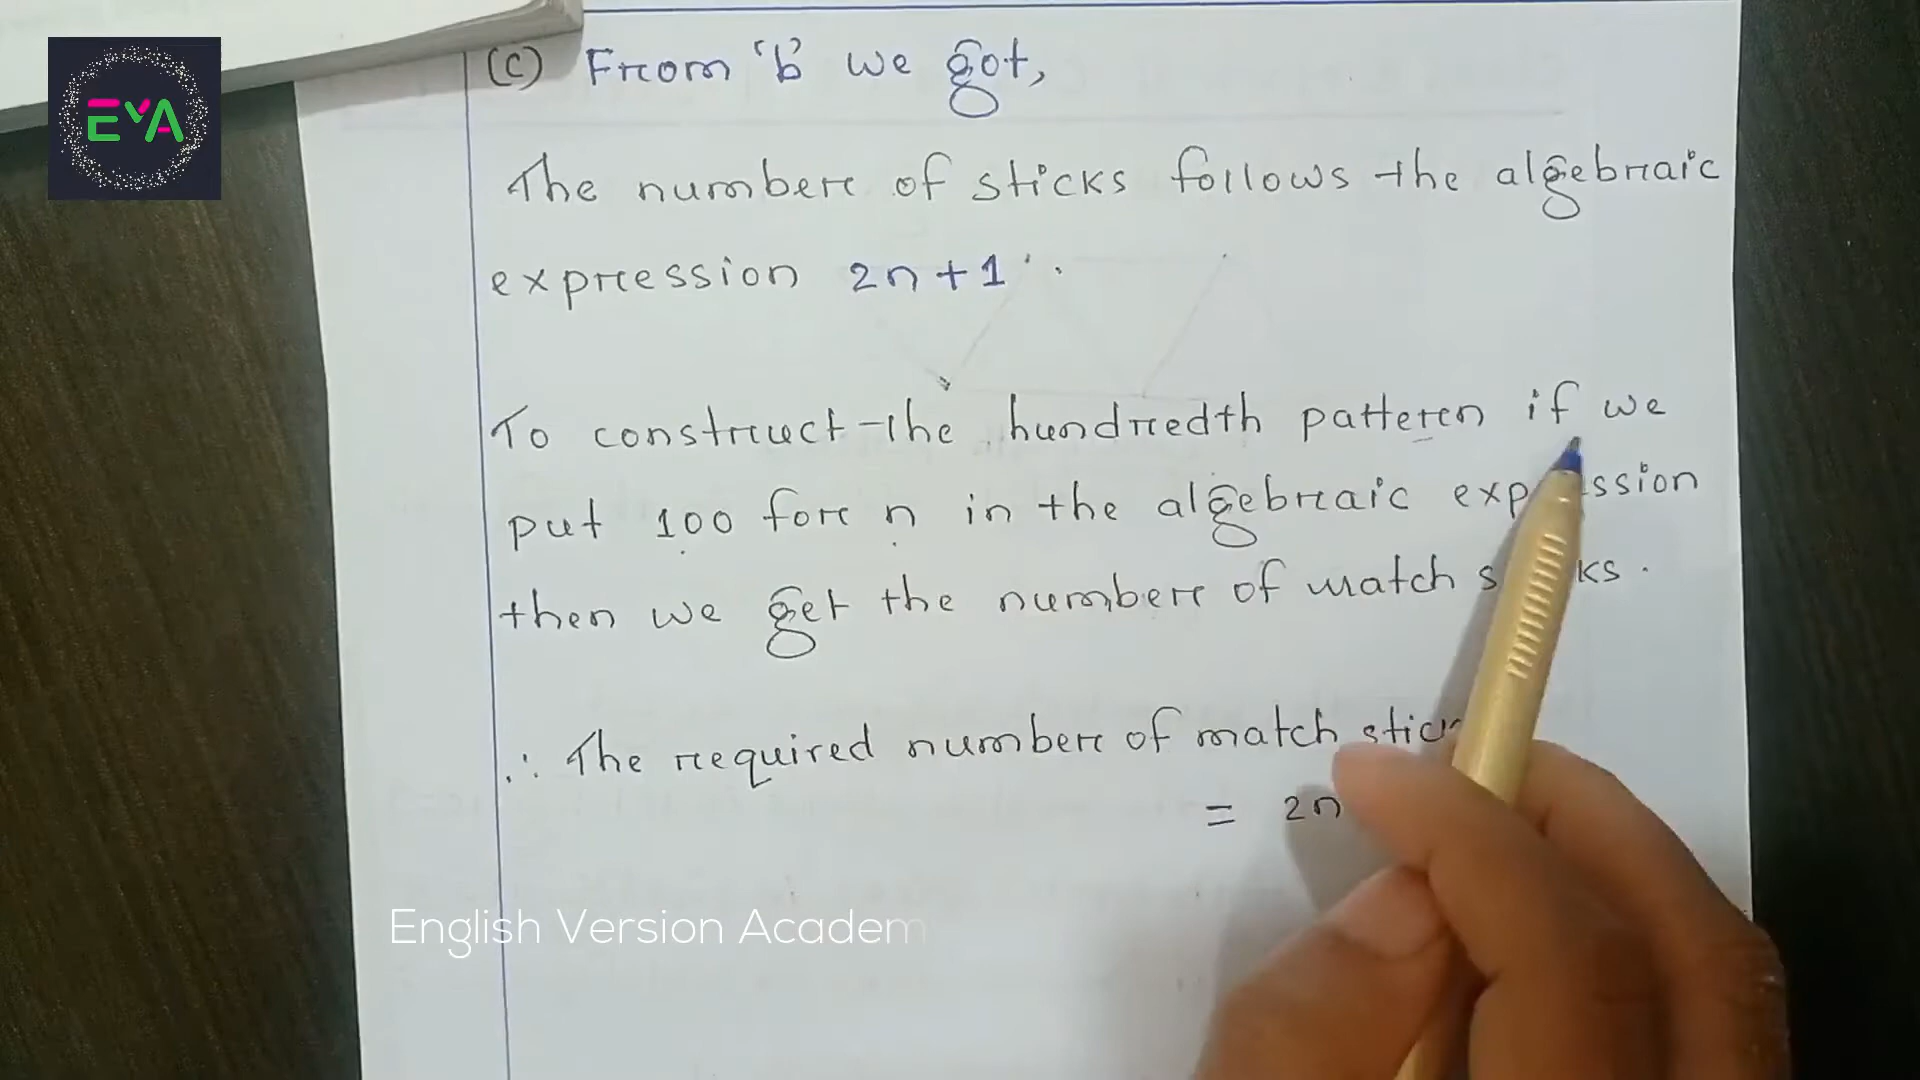 EVA
(c) From 'b' we got,
The number of sticks follows the algebraic
expression 2n+1.
To construct the hundredth pattern if we
put 100 for n in the algebraic
then we get the number of match
∴ The required number of match
= 2n
English Version Academ